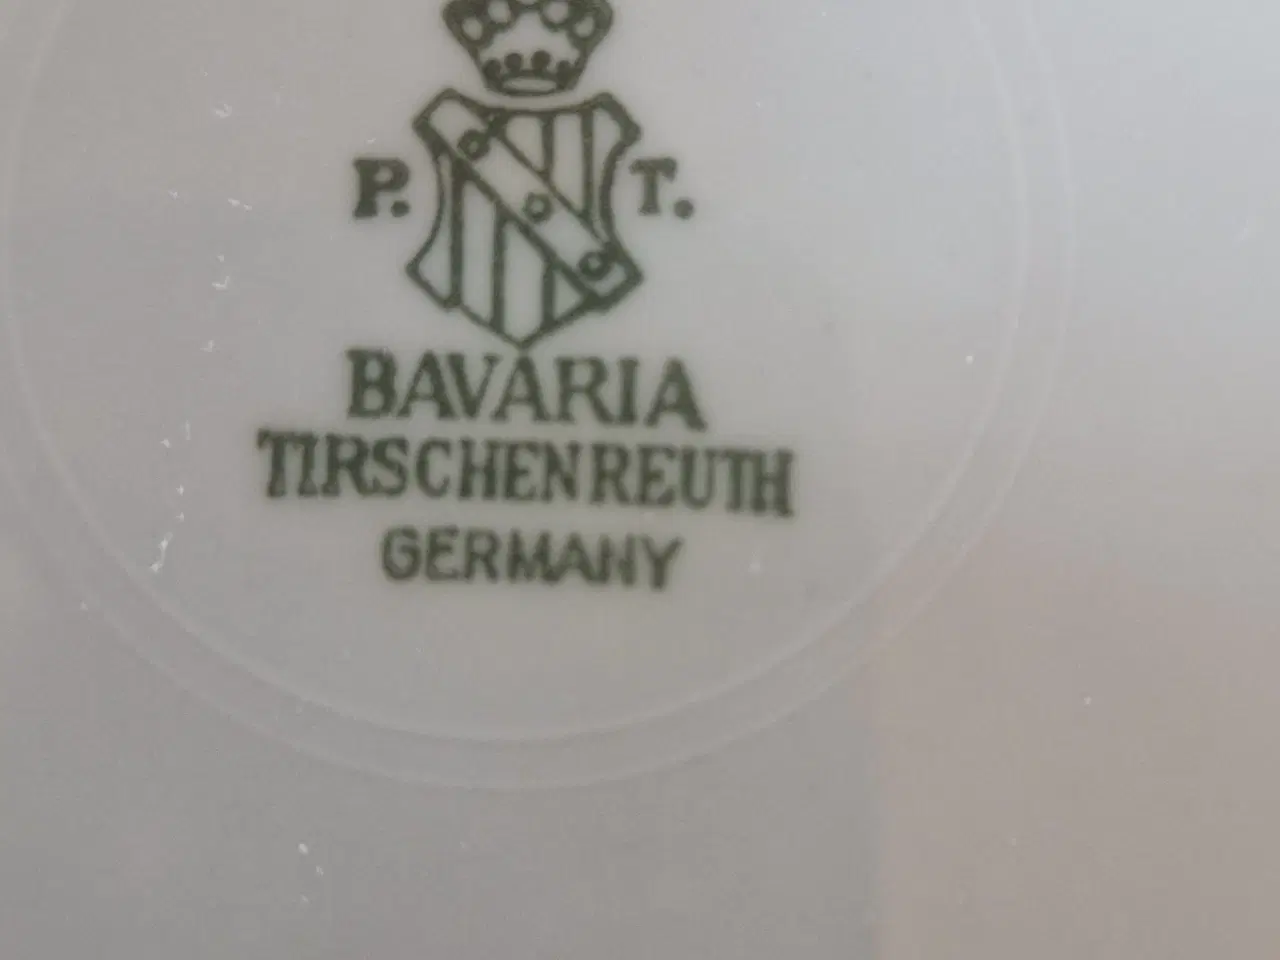 P. T.
BAVARIA
TIRSCHENREUTH
GERMANY